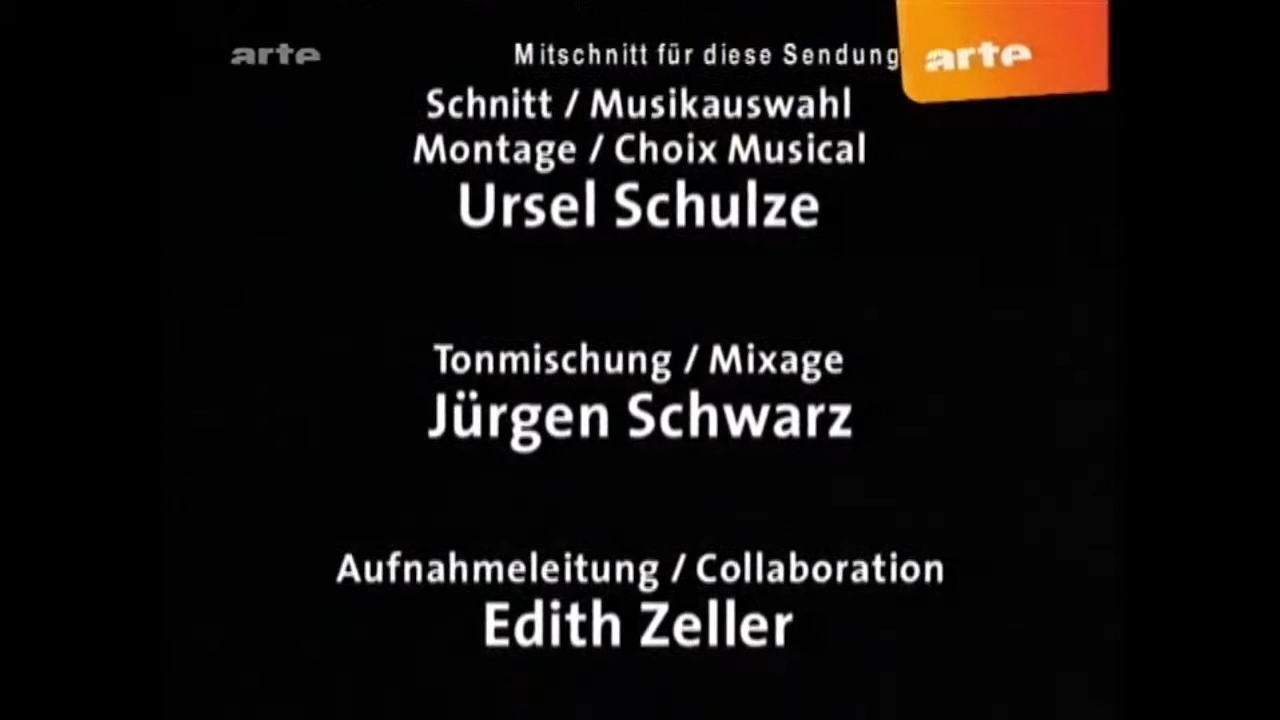 arte
Mitschnitt für diese Sendung
arte
Schnitt / Musikauswahl
Montage / Choix Musical
Ursel Schulze
Tonmischung / Mixage
Jürgen Schwarz
Aufnahmeleitung / Collaboration
Edith Zeller